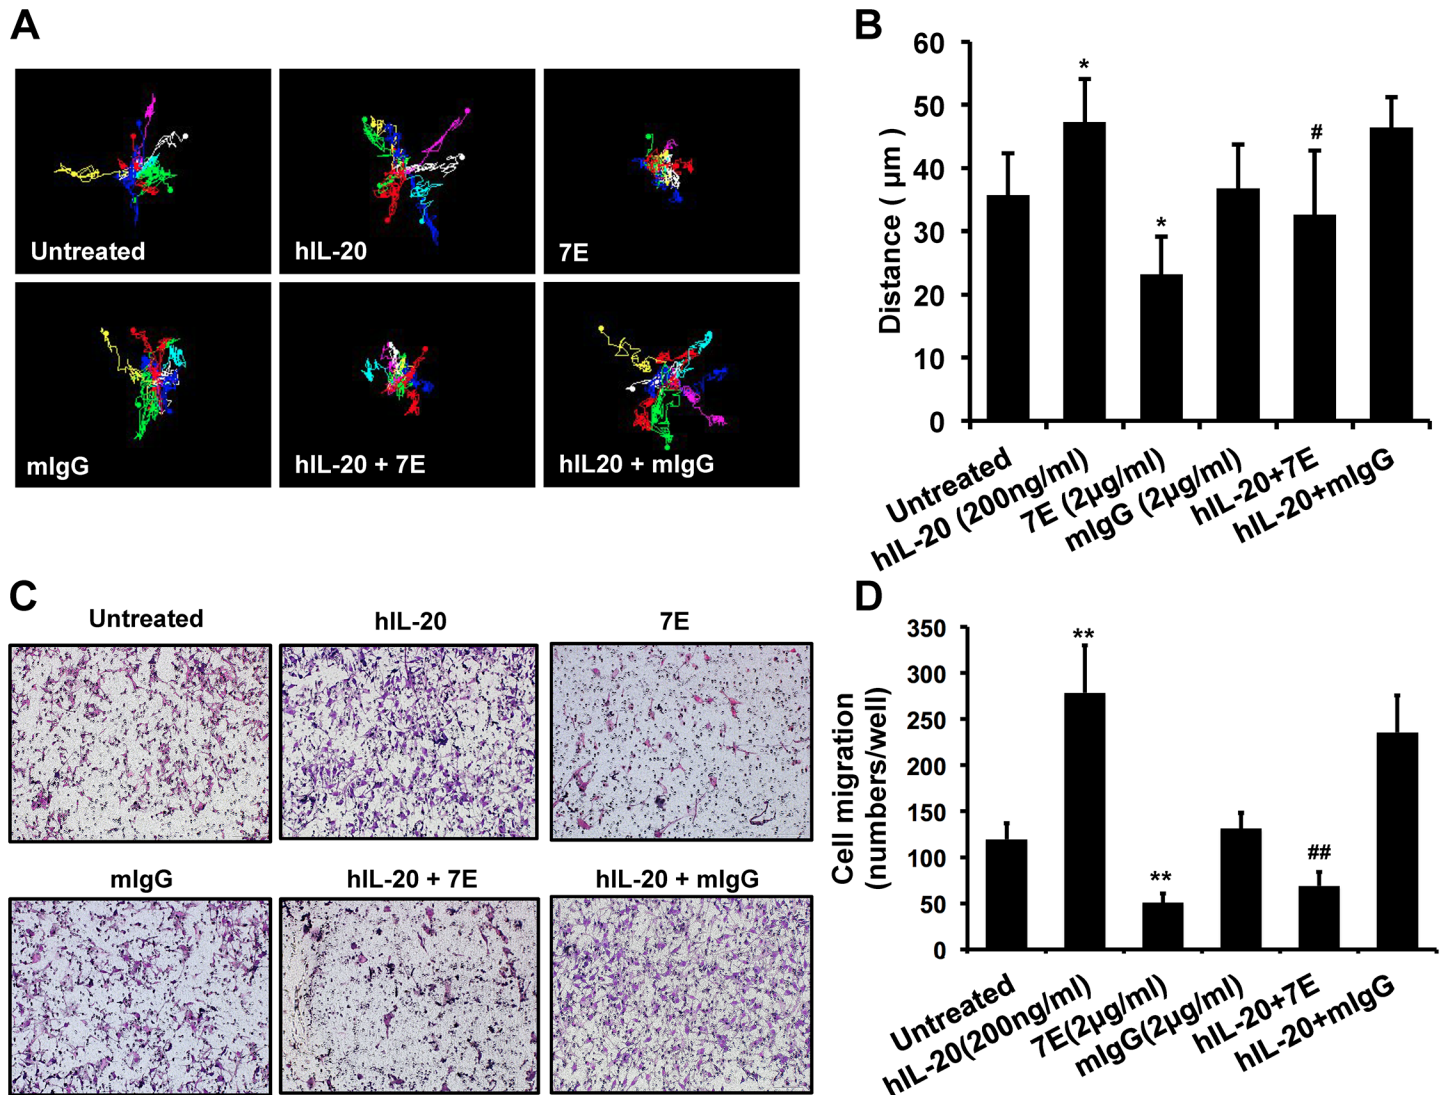 A
Untreated
hIL-20
7E
mIgG
hIL-20 + 7E
hIL20 + mIgG
B
60
50
40
30
20
10
0
Distance ( µm )
*
*
#
Untreated
hIL-20 (200ng/ml)
7E (2µg/ml)
mIgG (2µg/ml)
hIL-20+7E
hIL-20+mIgG
C
Untreated
hIL-20
7E
mIgG
hIL-20 + 7E
hIL-20 + mIgG
D
350
300
250
200
150
100
50
0
Cell migration
(numbers/well)
**
**
##
Untreated
hIL-20(200ng/ml)
7E(2µg/ml)
mIgG(2µg/ml)
hIL-20+7E
hIL-20+mIgG